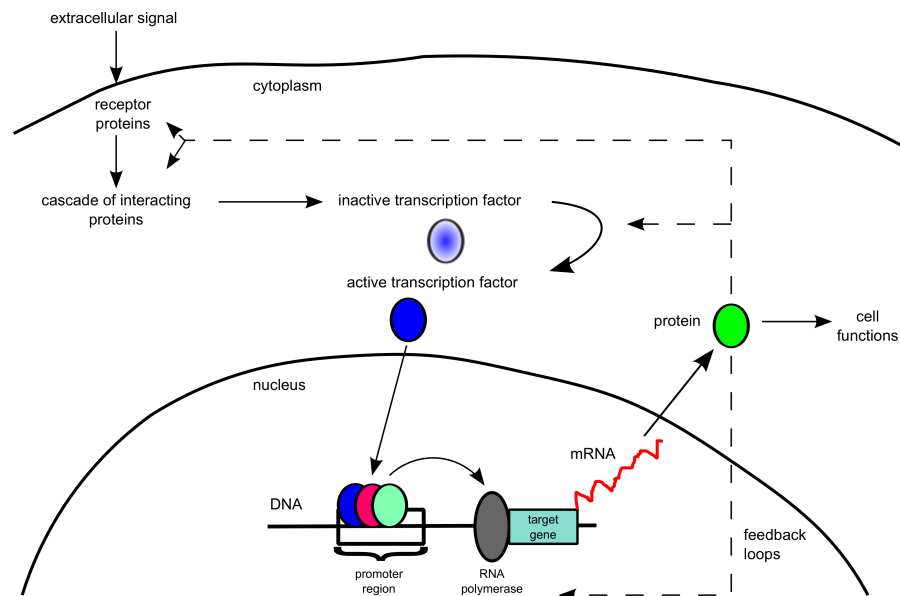 extracellular signal
cytoplasm
receptor
proteins
cascade of interacting
proteins
inactive transcription factor
active transcription factor
protein
cell
functions
nucleus
mRNA
DNA
target
gene
feedback
loops
promoter
region
RNA
polymerase